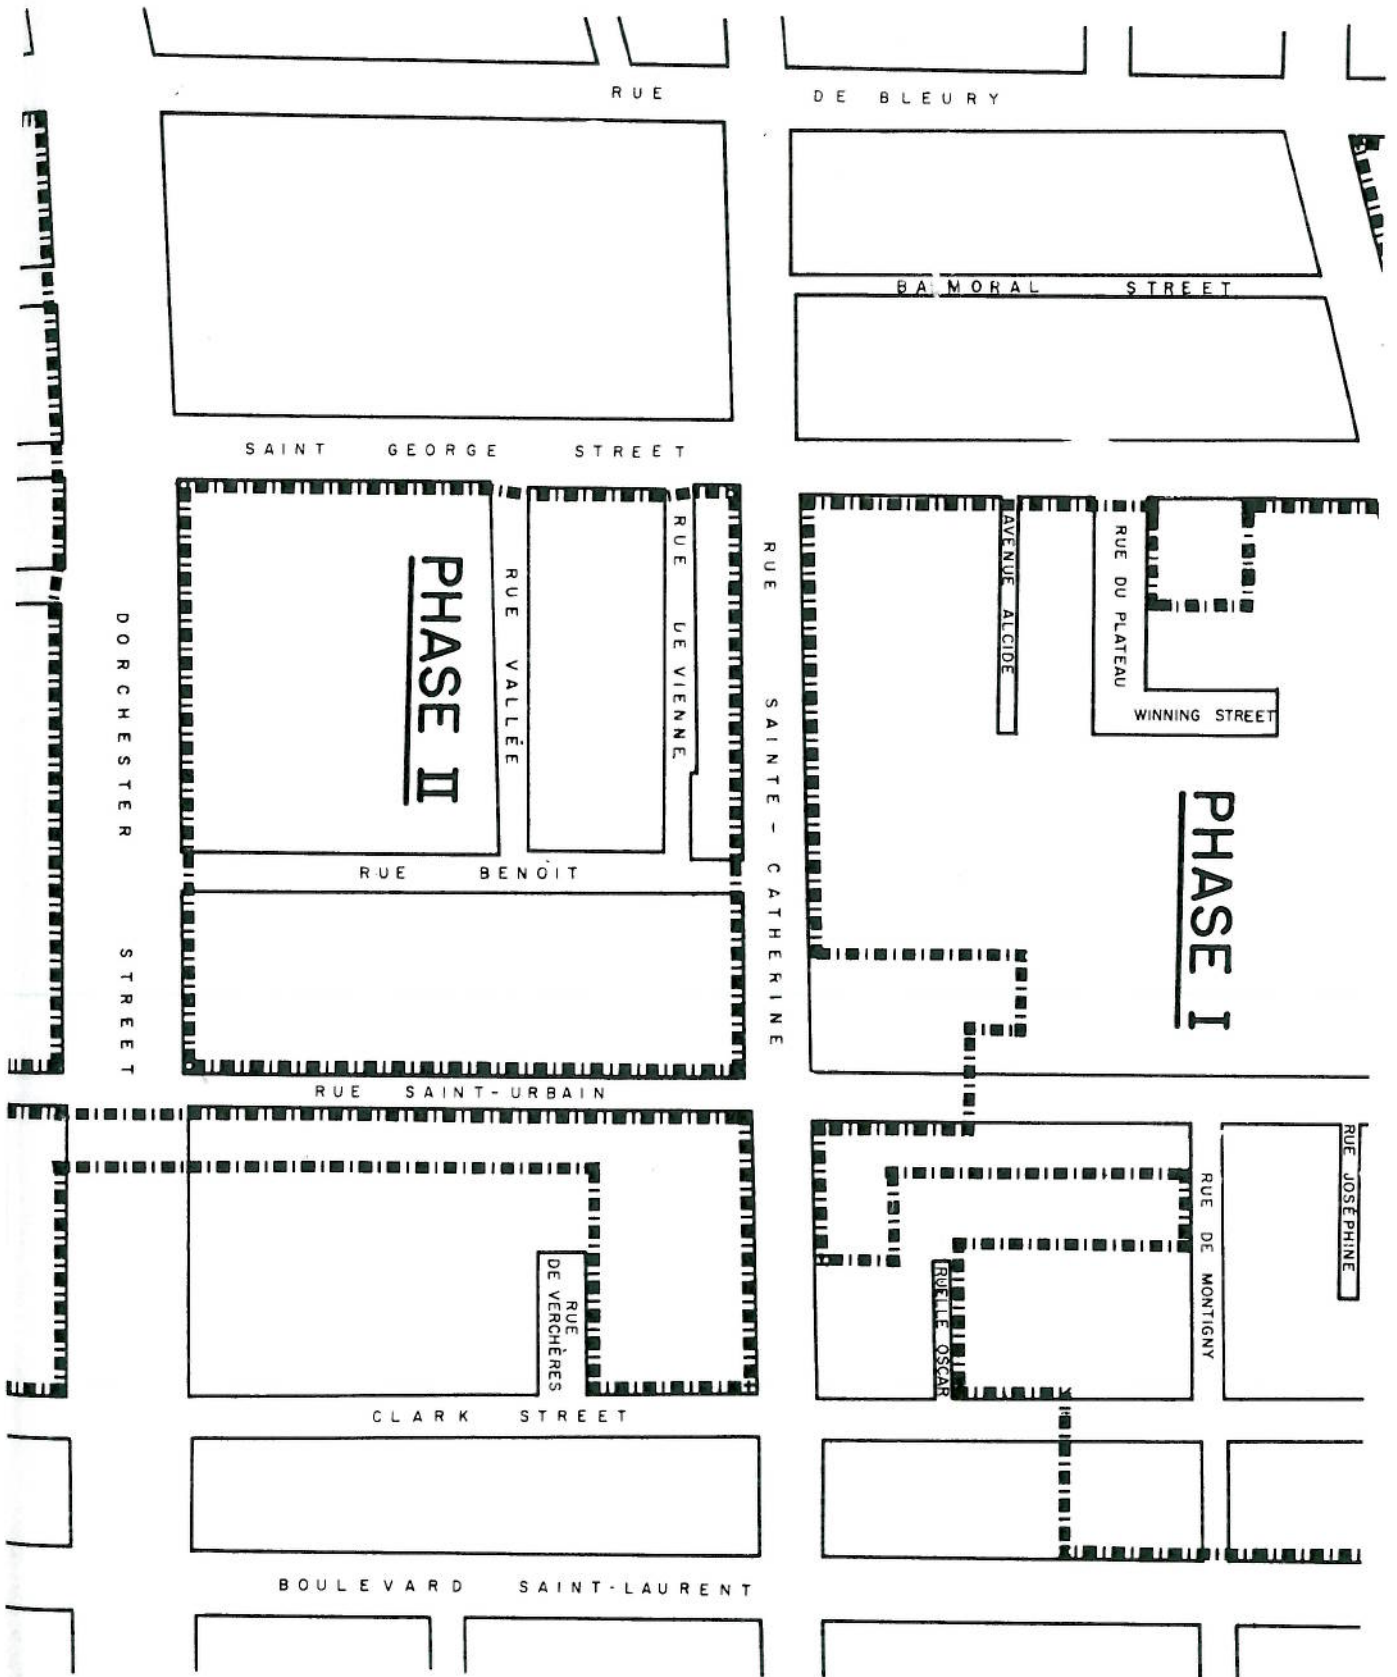 RUE DE BLEURY
BALMORAL STREET
SAINT GEORGE STREET
DORCHESTER STREET
PHASE II
RUE VALLÉE
RUE DE VIENNE
RUE SAINTE-CATHERINE
AVENUE ALCIDE
RUE DU PLATEAU
WINNING STREET
PHASE I
RUE BENOIT
RUE SAINT-URBAIN
RUE
DE VERCHÈRES
RUELLE OSCAR
RUE DE MONTIGNY
RUE JOSÉPHINE
CLARK STREET
BOULEVARD SAINT-LAURENT